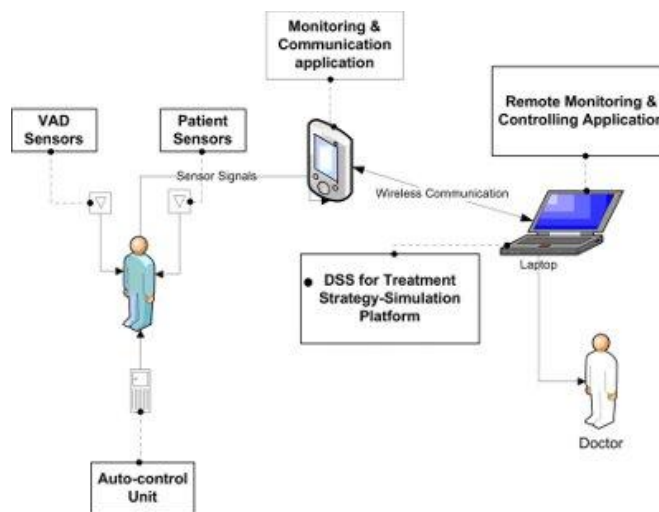 Monitoring &
Communication
application
VAD
Sensors
Patient
Sensors
Remote Monitoring &
Controlling Application
Sensor Signals
Wireless Communication
Laptop
DSS for Treatment
Strategy-Simulation
Platform
Doctor
Auto-control
Unit